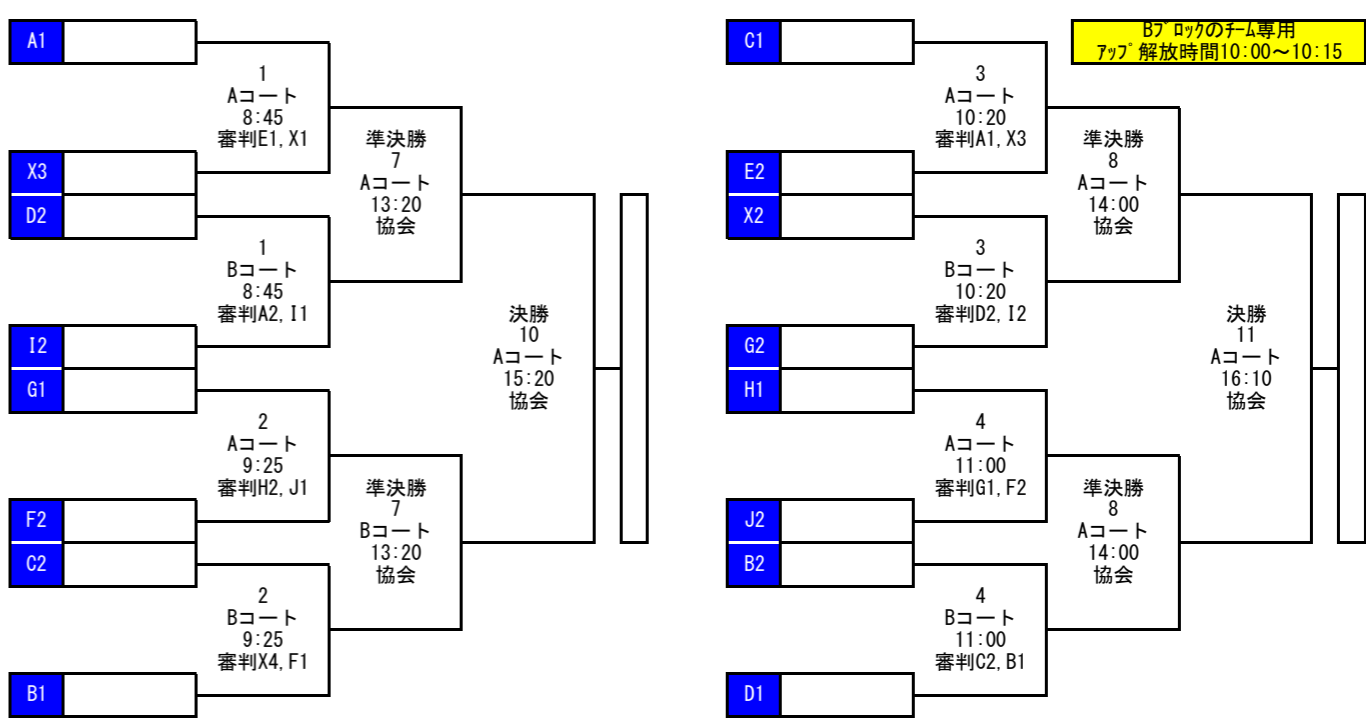 A1
1
Aコート
8:45
審判E1, X1
X3
D2
1
Bコート
8:45
審判A2, I1
I2
G1
2
Aコート
9:25
審判H2, J1
F2
C2
2
Bコート
9:25
審判X4, F1
B1
準決勝
7
Aコート
13:20
協会
準決勝
7
Bコート
13:20
協会
決勝
10
Aコート
15:20
協会
Bブロックのチーム専用
アップ解放時間10:00～10:15
C1
3
Aコート
10:20
審判A1, X3
E2
X2
3
Bコート
10:20
審判D2, I2
G2
H1
4
Aコート
11:00
審判G1, F2
J2
B2
4
Bコート
11:00
審判C2, B1
D1
準決勝
8
Aコート
14:00
協会
準決勝
8
Aコート
14:00
協会
決勝
11
Aコート
16:10
協会